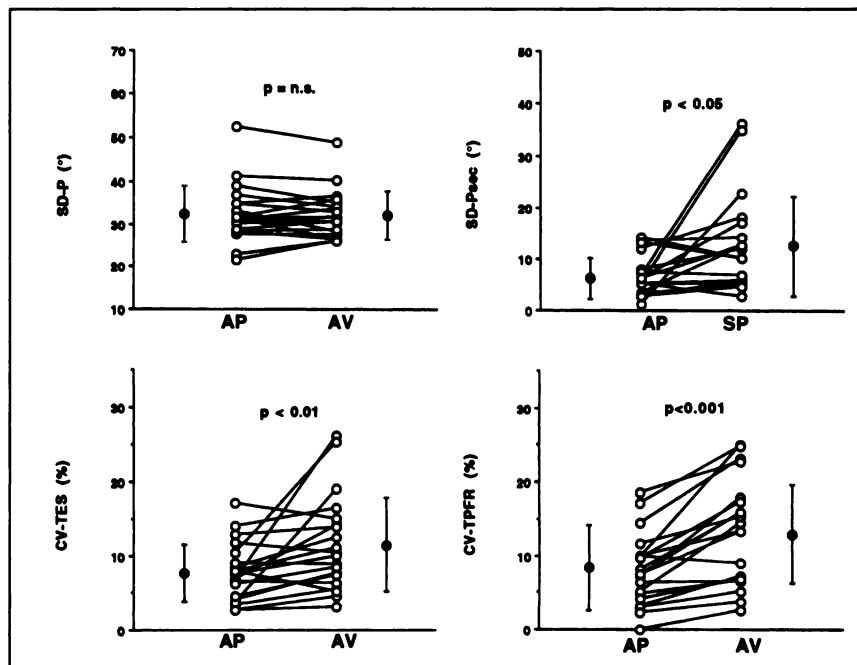 70
60
50
40
30
20
10
SD-P (°)
p = n.s.
AP AV
50
40
30
20
10
0
SD-Psec (°)
p < 0.05
AP SP
30
20
10
0
CV-TES (%)
p < 0.01
AP AV
30
20
10
0
CV-TPFR (%)
p<0.001
AP AV